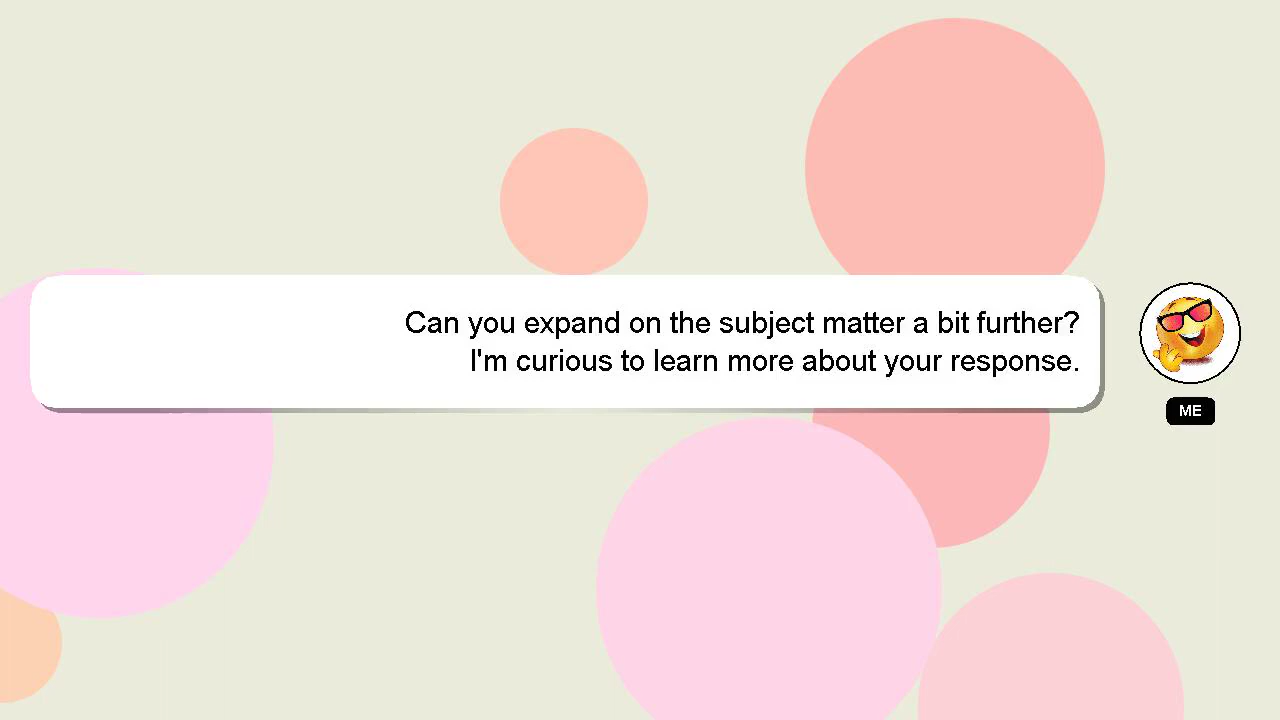 Can you expand on the subject matter a bit further?
I'm curious to learn more about your response.
ME